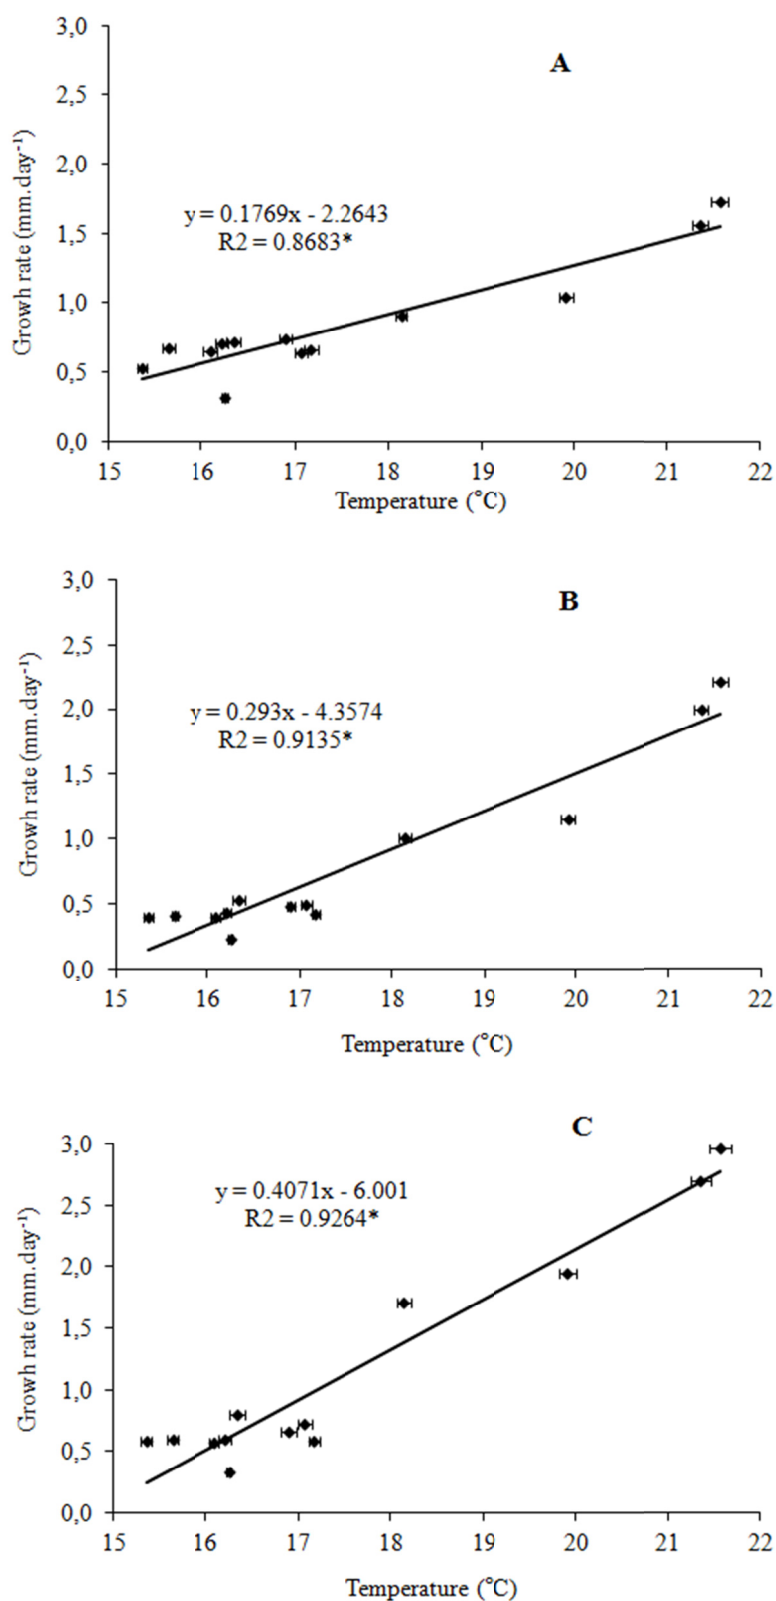 A
3,0
2,5
2,0
1,5
1,0
0,5
0,0
Growh rate (mm.day⁻¹)
y = 0.1769x - 2.2643
R2 = 0.8683*
15 16 17 18 19 20 21 22
Temperature (°C)
B
3,0
2,5
2,0
1,5
1,0
0,5
0,0
Growh rate (mm.day⁻¹)
y = 0.293x - 4.3574
R2 = 0.9135*
15 16 17 18 19 20 21 22
Temperature (°C)
C
3,0
2,5
2,0
1,5
1,0
0,5
0,0
Growh rate (mm.day⁻¹)
y = 0.4071x - 6.001
R2 = 0.9264*
15 16 17 18 19 20 21 22
Temperature (°C)